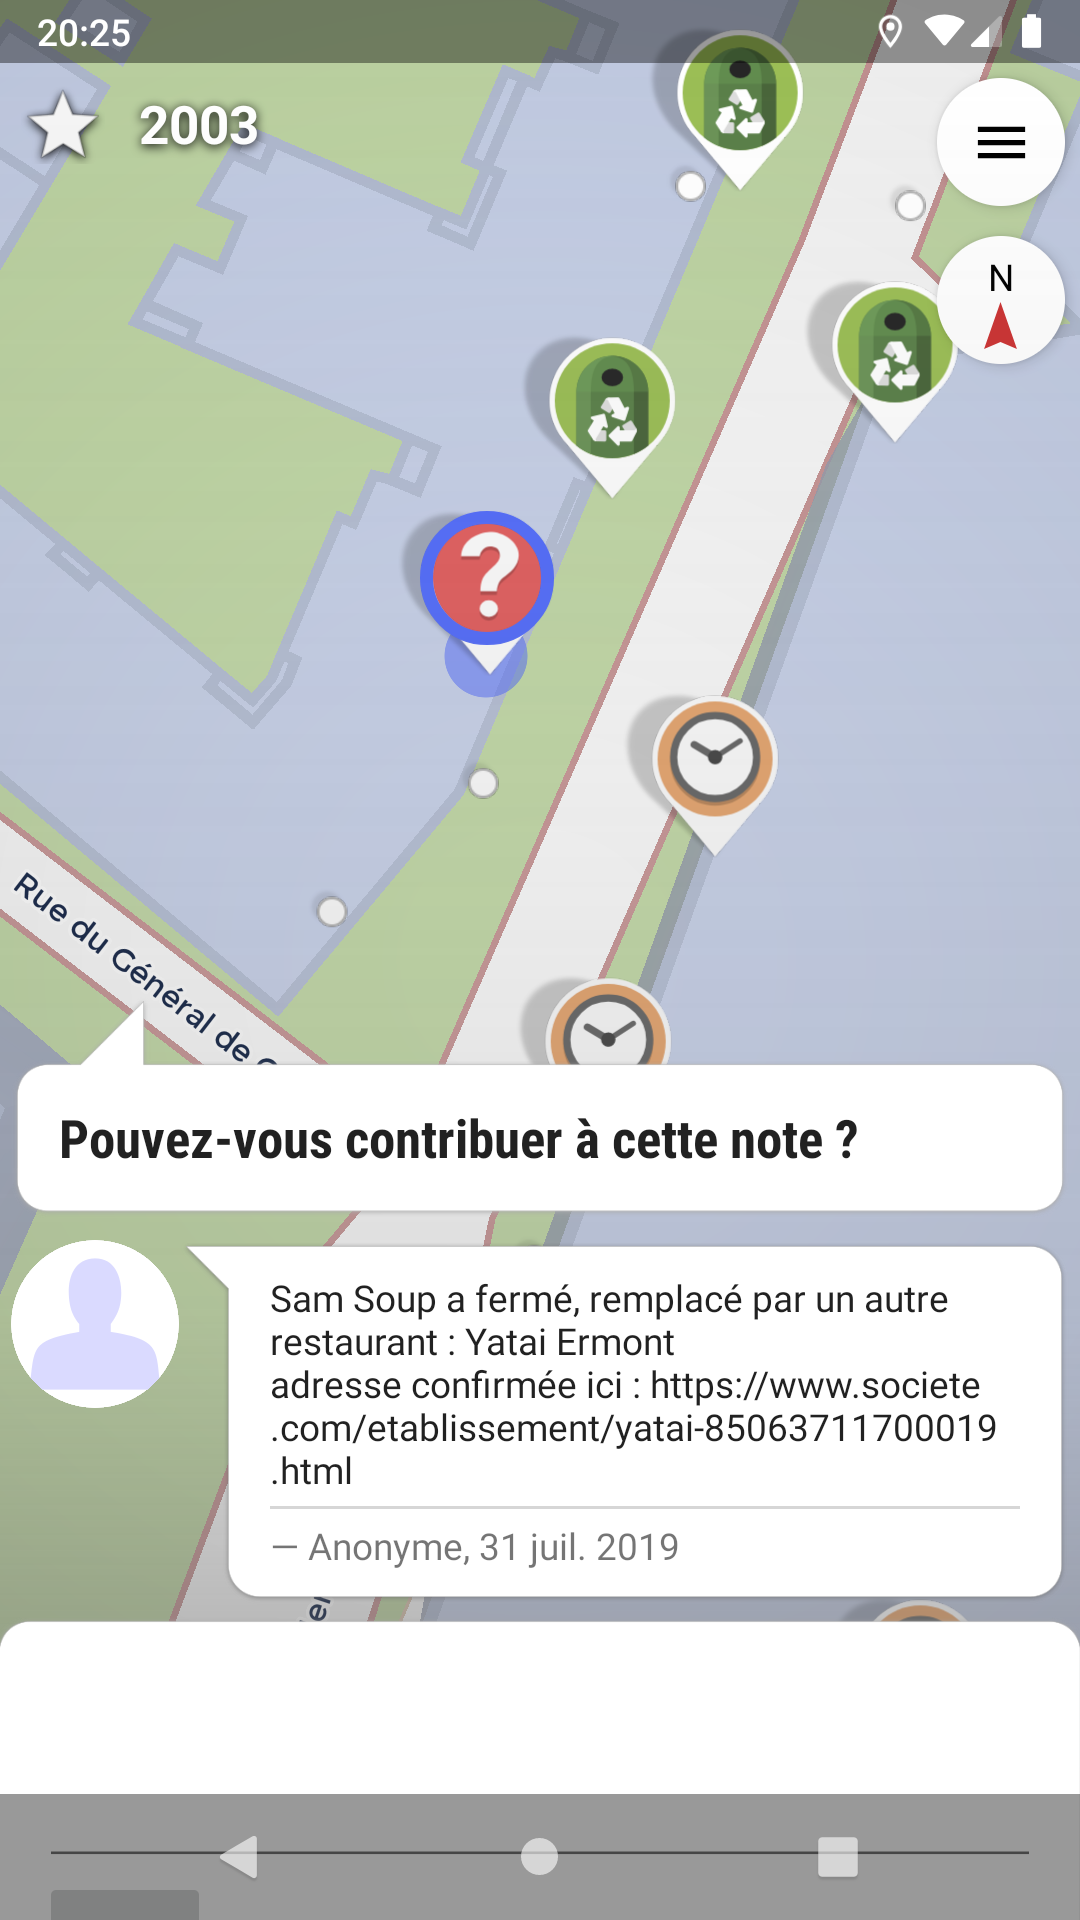 20:25
2003
N
Rue du Général de
Pouvez-vous contribuer à cette note ?
Sam Soup a fermé, remplacé par un autre
restaurant : Yatai Ermont
adresse confirmée ici : https://www.societe
.com/etablissement/yatai-85063711700019
.html
— Anonyme, 31 juil. 2019